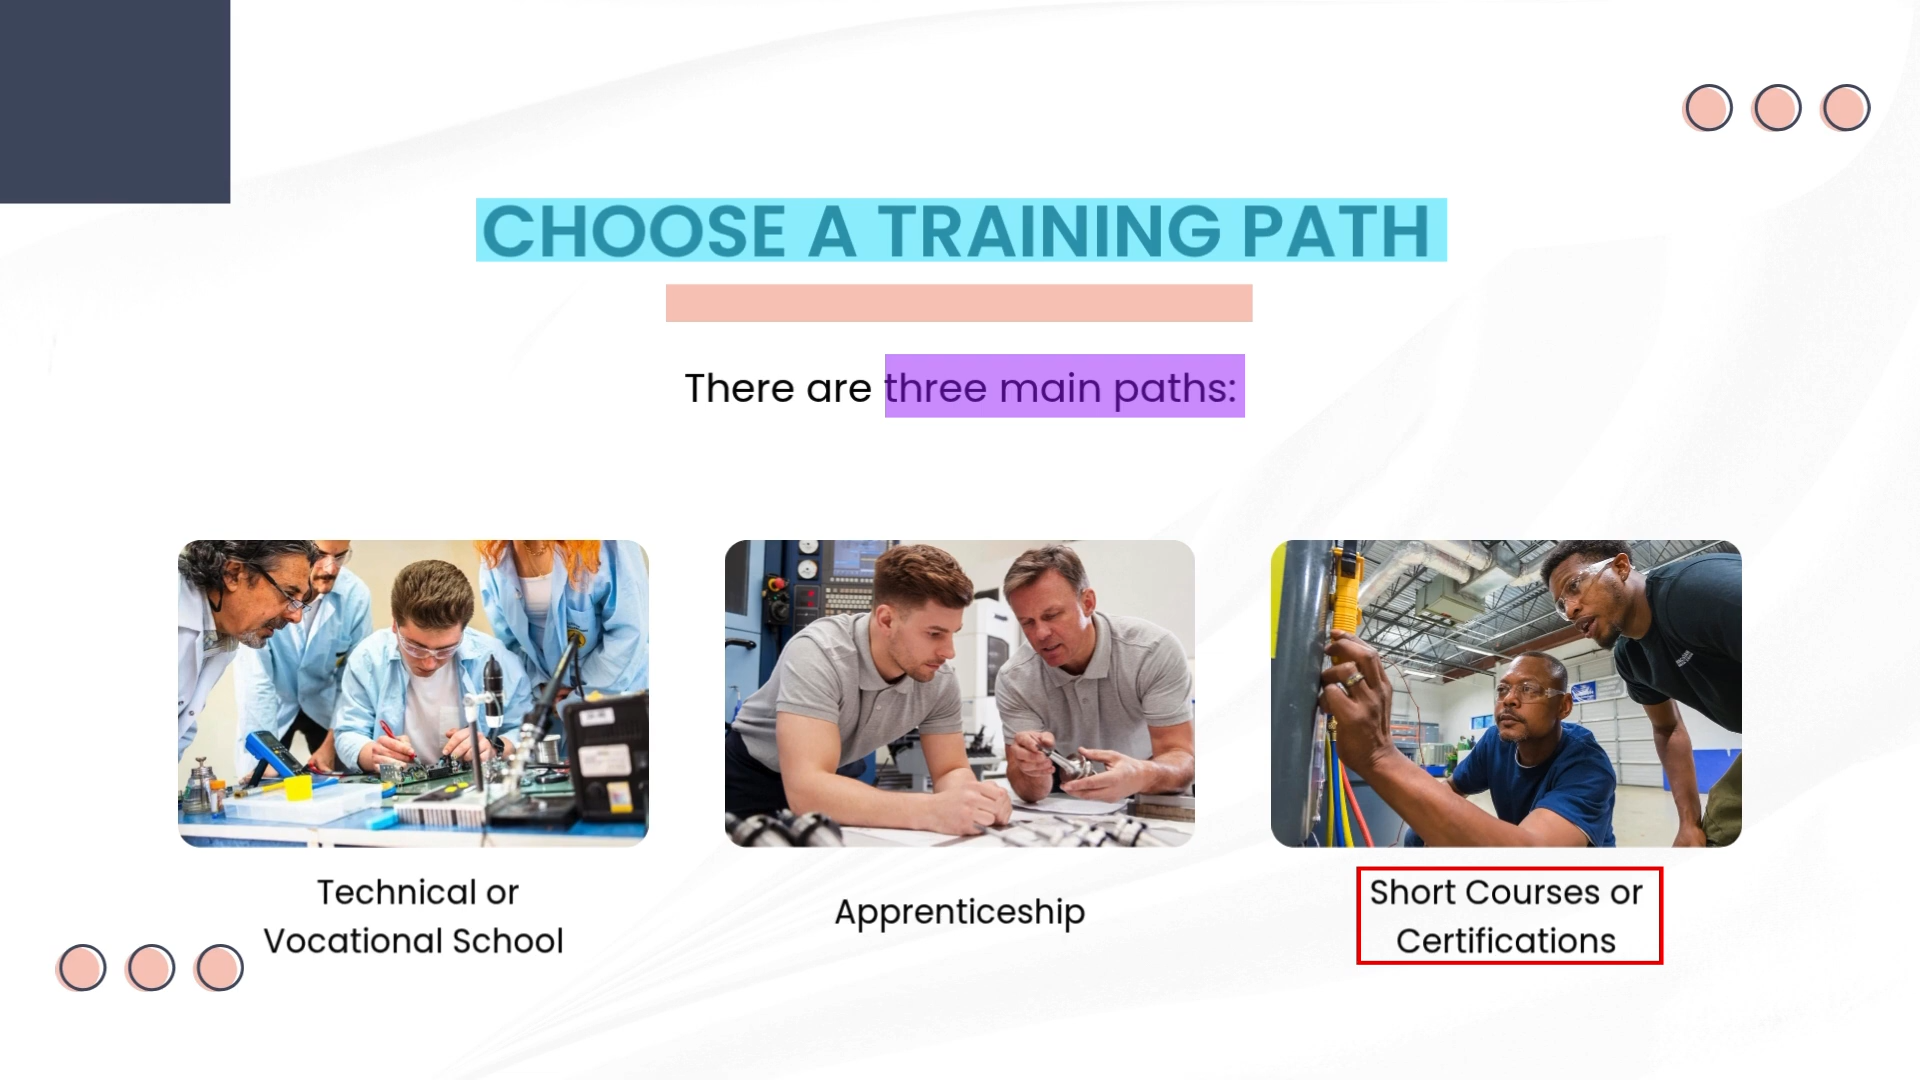 CHOOSE A TRAINING PATH
There are three main paths:
Technical or
Vocational School
Apprenticeship
Short Courses or
Certifications